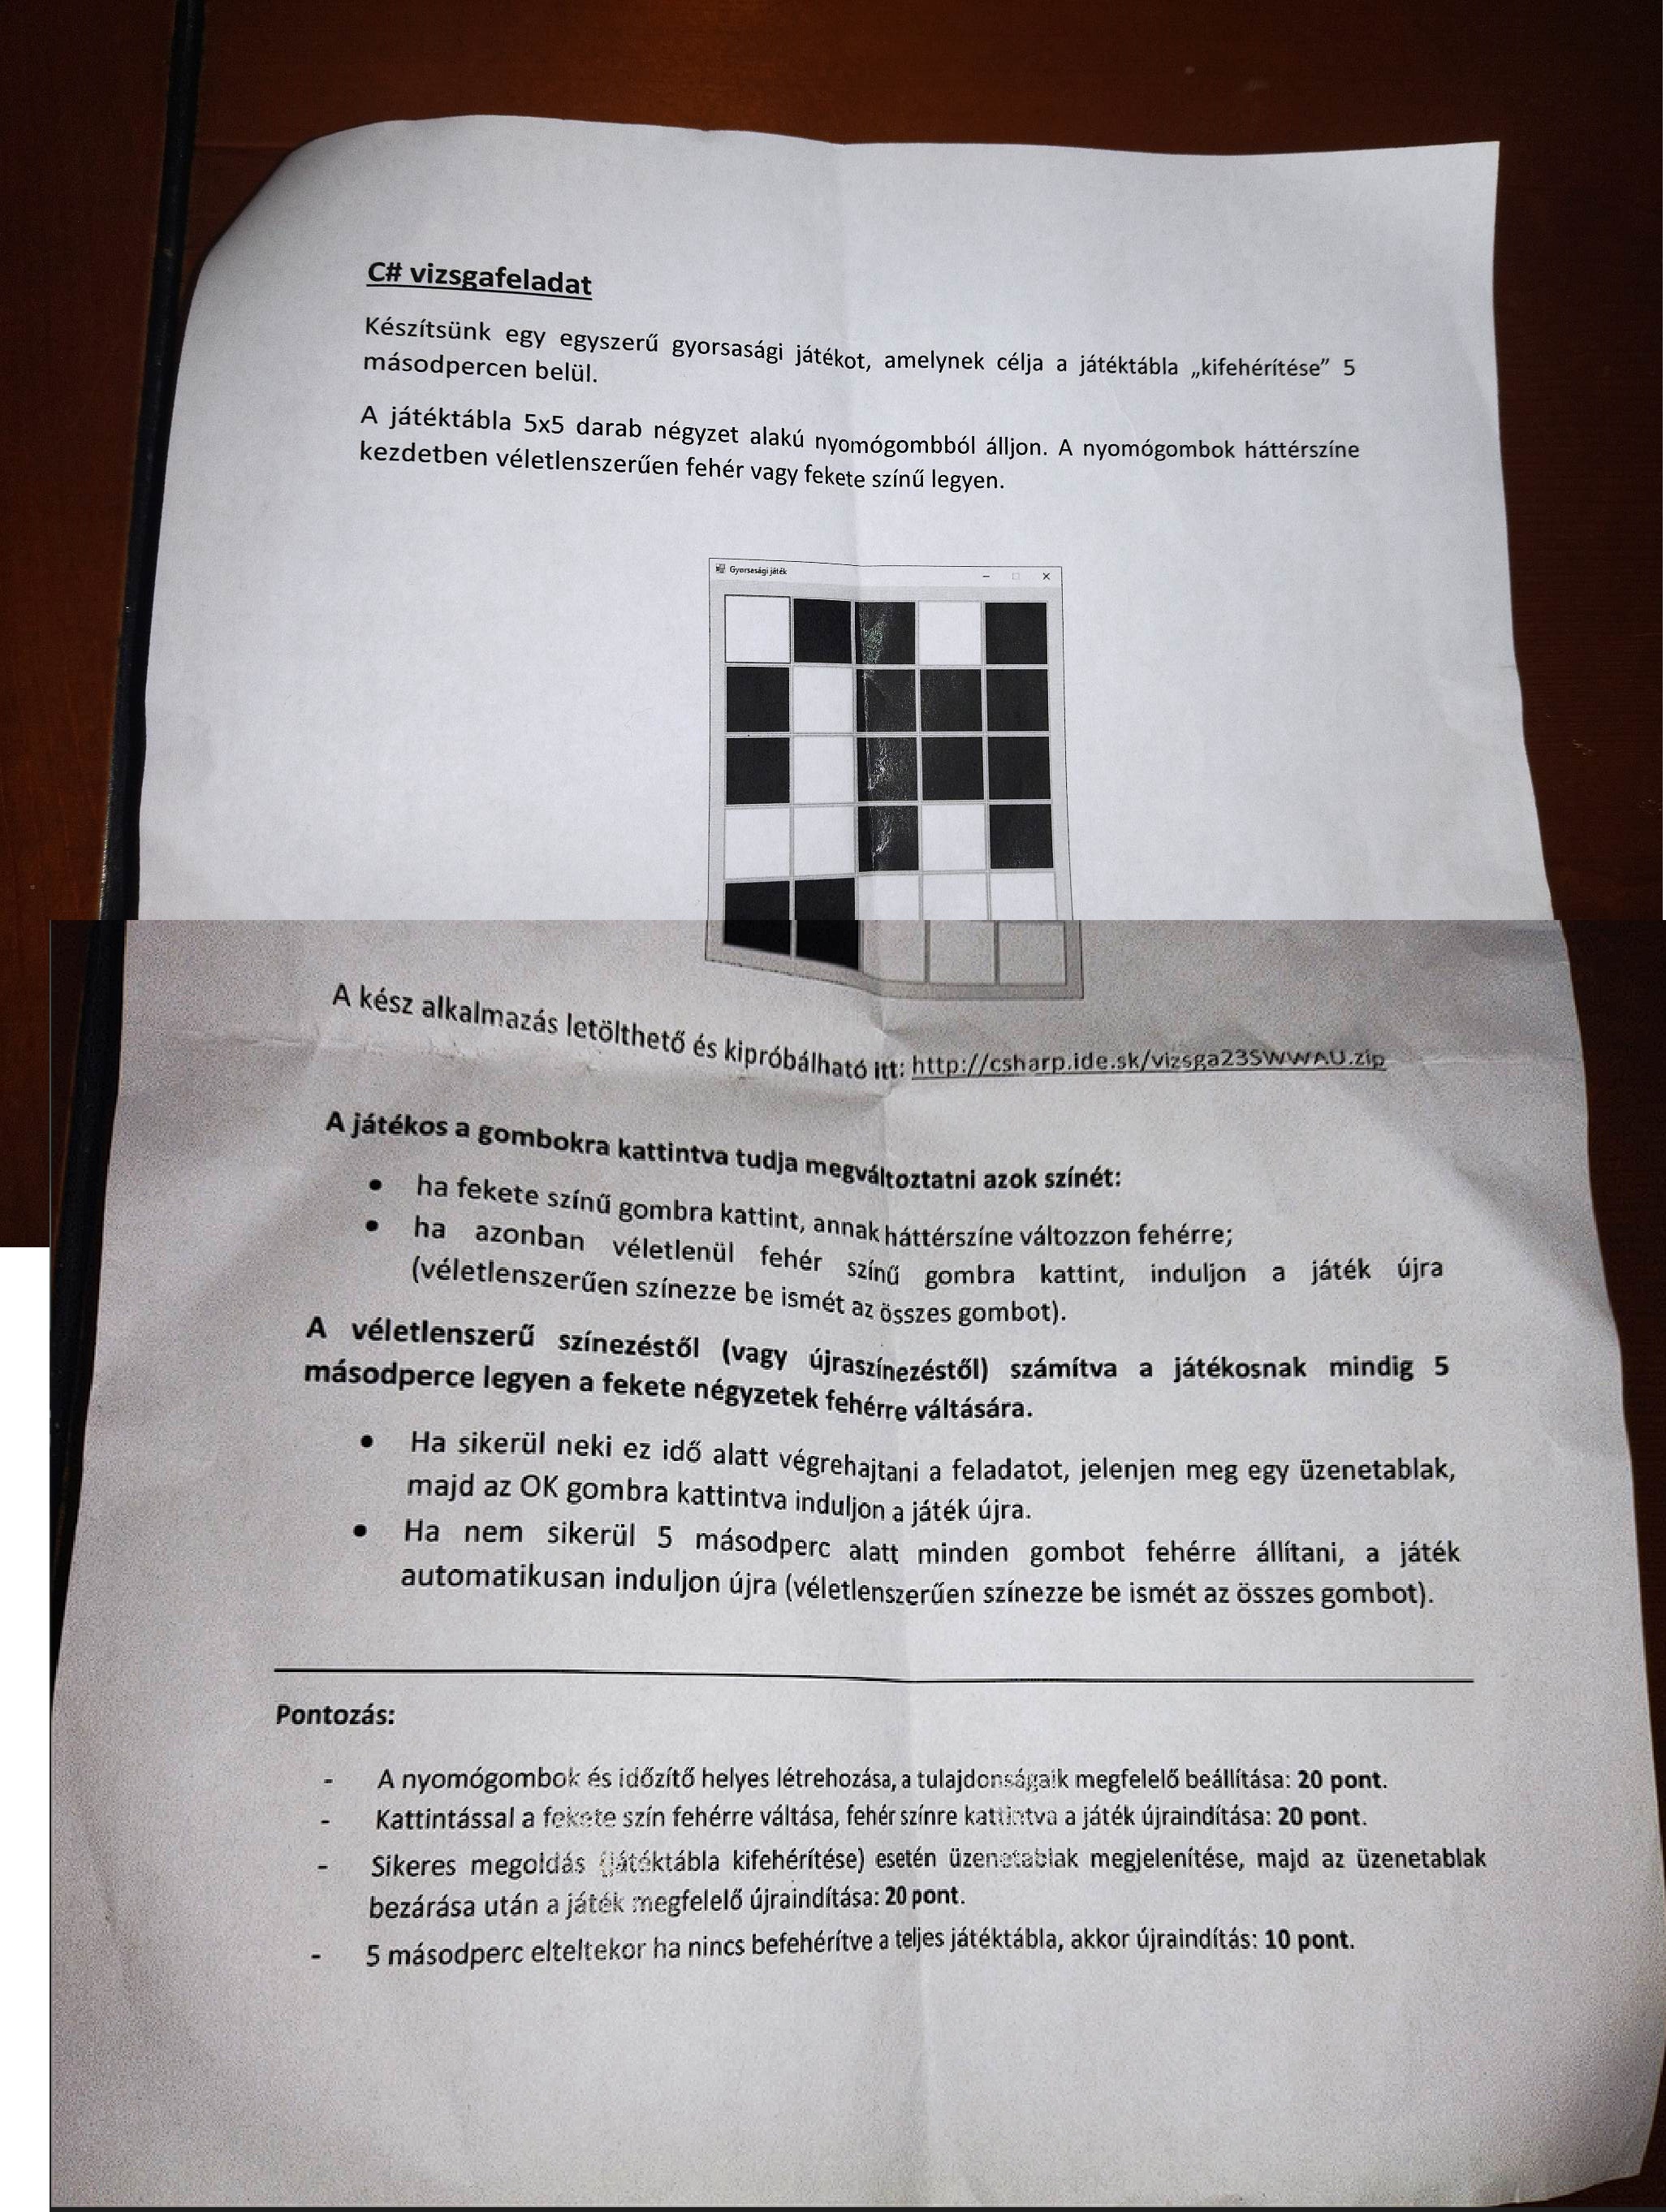 C# vizsgafeladat
Készítsünk egy egyszerű gyorsasági játékot, amelynek célja a játéktábla „kifehérítése” 5
másodpercen belül.
A játéktábla 5x5 darab négyzet alakú nyomógombból álljon. A nyomógombok háttérszíne
kezdetben véletlenszerűen fehér vagy fekete színű legyen.
Gyorsasági játék
A kész alkalmazás letölthető és kipróbálható itt: http://csharp.ide.sk/vizsga23SWWAU.zip
A játékos a gombokra kattintva tudja megváltoztatni azok színét:
• ha fekete színű gombra kattint, annak háttérszíne változzon fehérre;
• ha azonban véletlenül fehér színű gombra kattint, induljon a játék újra
(véletlenszerűen színezze be ismét az összes gombot).
A véletlenszerű színezéstől (vagy újraszínezéstől) számítva a játékosnak mindig 5
másodperce legyen a fekete négyzetek fehérre váltására.
• Ha sikerül neki ez idő alatt végrehajtani a feladatot, jelenjen meg egy üzenetablak,
majd az OK gombra kattintva induljon a játék újra.
• Ha nem sikerül 5 másodperc alatt minden gombot fehérre állítani, a játék
automatikusan induljon újra (véletlenszerűen színezze be ismét az összes gombot).
Pontozás:
- A nyomógombok és időzítő helyes létrehozása, a tulajdonságaik megfelelő beállítása: 20 pont.
- Kattintással a fekete szín fehérre váltása, fehér színre kattintva a játék újraindítása: 20 pont.
- Sikeres megoldás (játéktábla kifehérítése) esetén üzenetablak megjelenítése, majd az üzenetablak
bezárása után a játék megfelelő újraindítása: 20 pont.
- 5 másodperc elteltekor ha nincs befehérítve a teljes játéktábla, akkor újraindítás: 10 pont.